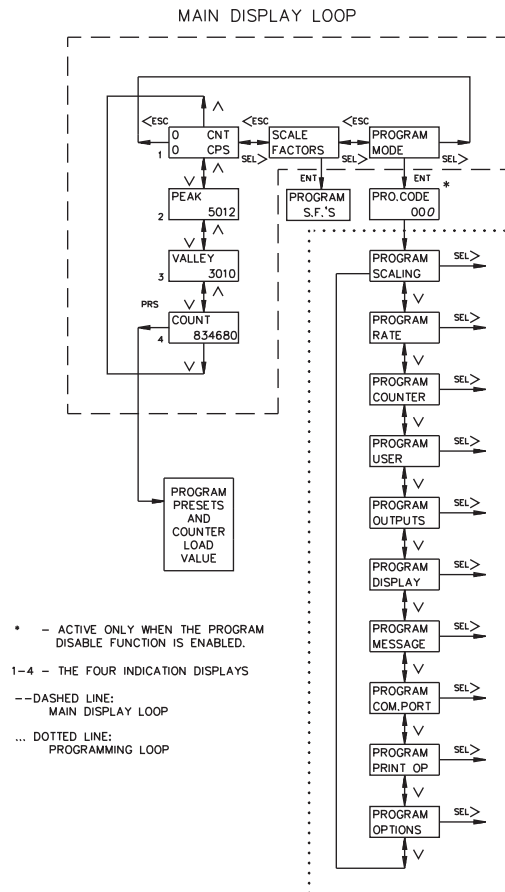 MAIN DISPLAY LOOP
<ESC
<ESC
<ESC
0 CNT
0 CPS
1
SCALE
FACTORS
PROGRAM
MODE
SEL>
SEL>
SEL>
ENT
ENT
PEAK
5012
2
PROGRAM
S.F.'S
PRO.CODE
000
*
VALLEY
3010
3
PRS
COUNT
834680
4
PROGRAM
SCALING
SEL>
PROGRAM
RATE
SEL>
PROGRAM
COUNTER
SEL>
PROGRAM
USER
SEL>
PROGRAM
OUTPUTS
SEL>
PROGRAM
DISPLAY
SEL>
PROGRAM
MESSAGE
SEL>
PROGRAM
COM.PORT
SEL>
PROGRAM
PRINT OP
SEL>
PROGRAM
OPTIONS
SEL>
PROGRAM
PRESETS
AND
COUNTER
LOAD
VALUE
* - ACTIVE ONLY WHEN THE PROGRAM
DISABLE FUNCTION IS ENABLED.
1-4 - THE FOUR INDICATION DISPLAYS
--DASHED LINE:
MAIN DISPLAY LOOP
... DOTTED LINE:
PROGRAMMING LOOP